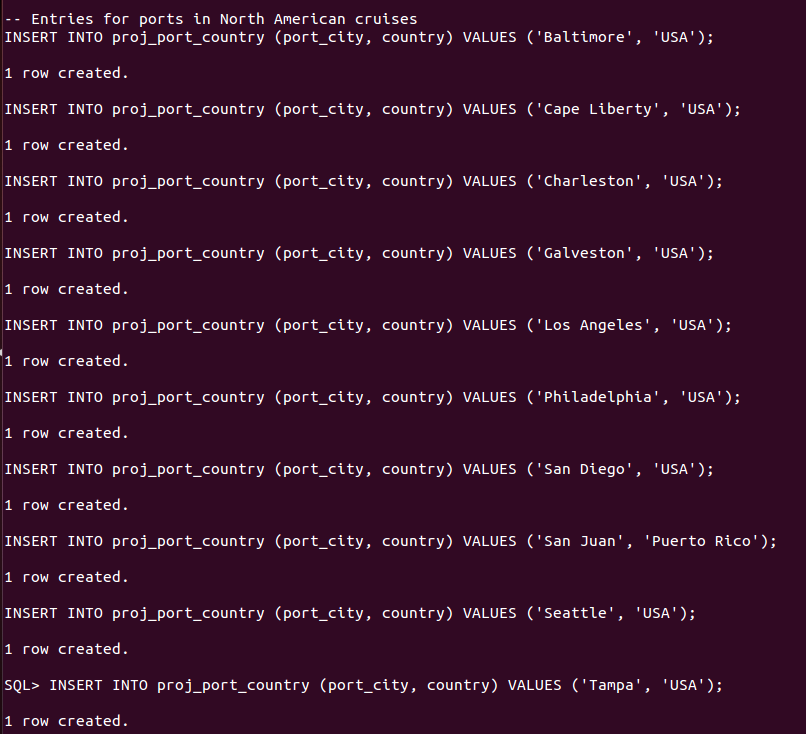 -- Entries for ports in North American cruises
INSERT INTO proj_port_country (port_city, country) VALUES ('Baltimore', 'USA');
1 row created.
INSERT INTO proj_port_country (port_city, country) VALUES ('Cape Liberty', 'USA');
1 row created.
INSERT INTO proj_port_country (port_city, country) VALUES ('Charleston', 'USA');
1 row created.
INSERT INTO proj_port_country (port_city, country) VALUES ('Galveston', 'USA');
1 row created.
INSERT INTO proj_port_country (port_city, country) VALUES ('Los Angeles', 'USA');
1 row created.
INSERT INTO proj_port_country (port_city, country) VALUES ('Philadelphia', 'USA');
1 row created.
INSERT INTO proj_port_country (port_city, country) VALUES ('San Diego', 'USA');
1 row created.
INSERT INTO proj_port_country (port_city, country) VALUES ('San Juan', 'Puerto Rico');
1 row created.
INSERT INTO proj_port_country (port_city, country) VALUES ('Seattle', 'USA');
1 row created.
SQL> INSERT INTO proj_port_country (port_city, country) VALUES ('Tampa', 'USA');
1 row created.